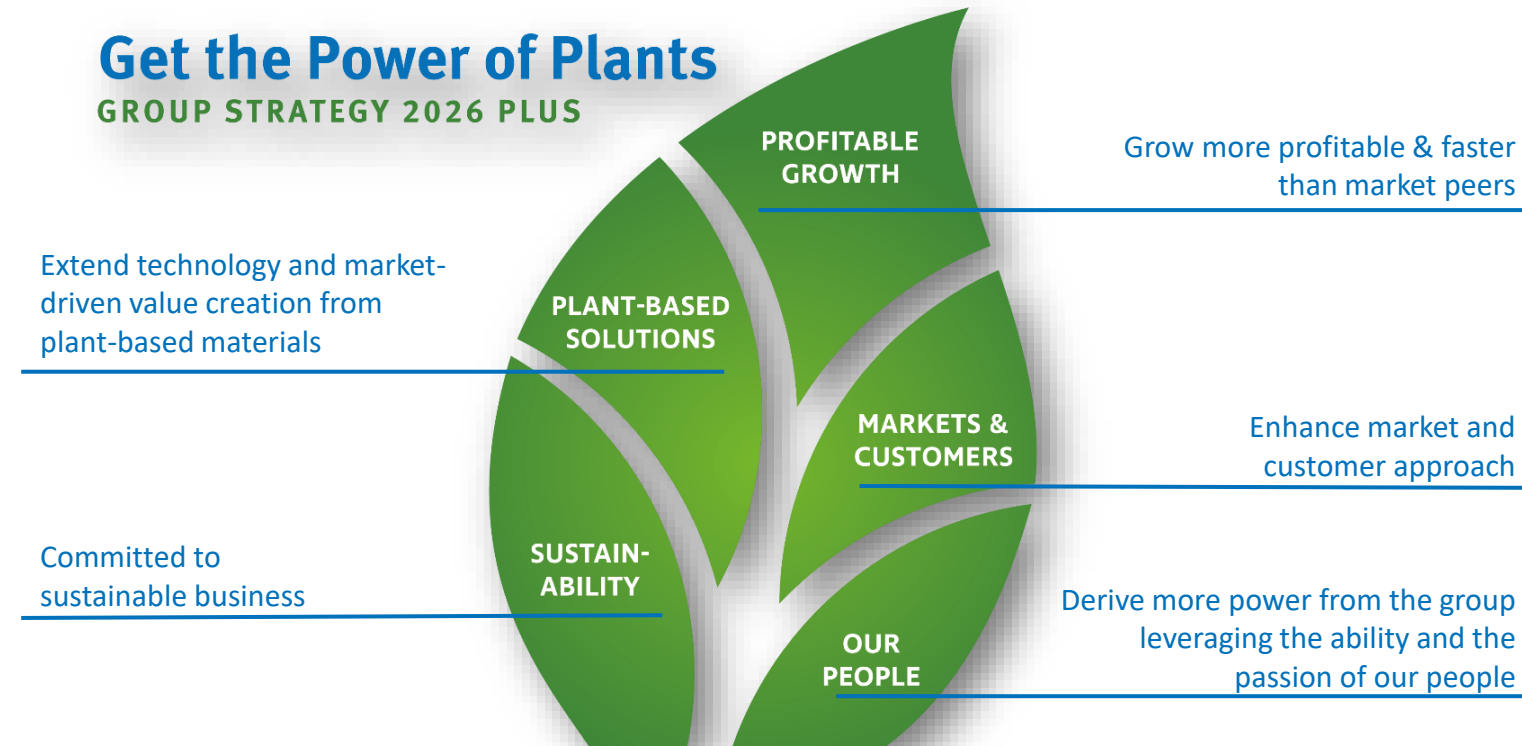 Get the Power of Plants
GROUP STRATEGY 2026 PLUS
PROFITABLE
GROWTH
Grow more profitable & faster
than market peers
Extend technology and market-
driven value creation from
plant-based materials
PLANT-BASED
SOLUTIONS
MARKETS &
CUSTOMERS
Enhance market and
customer approach
Committed to
sustainable business
SUSTAIN-
ABILITY
OUR
PEOPLE
Derive more power from the group
leveraging the ability and the
passion of our people